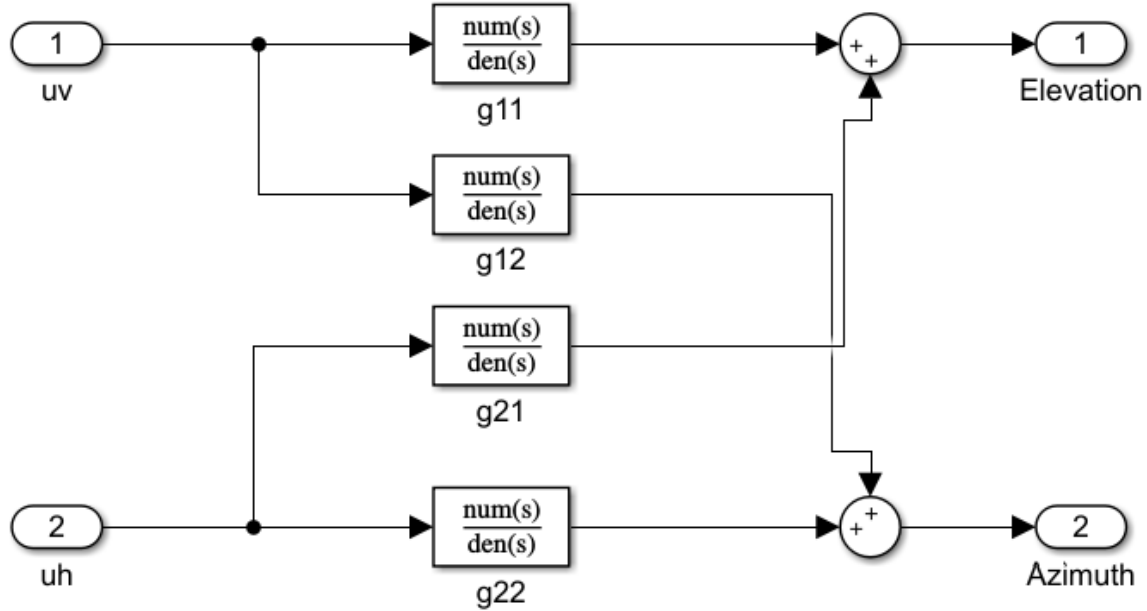 1
uv
num(s)
den(s)
g11
+
+
1
Elevation
num(s)
den(s)
g12
num(s)
den(s)
g21
2
uh
num(s)
den(s)
g22
+
+
2
Azimuth